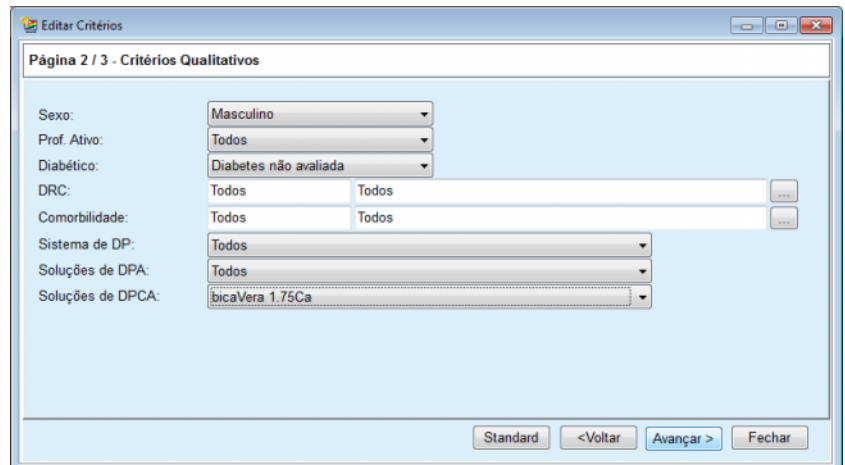 Editar Critérios
Página 2 / 3 - Critérios Qualitativos
Sexo: Masculino
Prof. Ativo: Todos
Diabético: Diabetes não avaliada
DRC: Todos Todos ...
Comorbilidade: Todos Todos ...
Sistema de DP: Todos
Soluções de DPA: Todos
Soluções de DPCA: bicaVera 1.75Ca
Standard <Voltar Avançar > Fechar